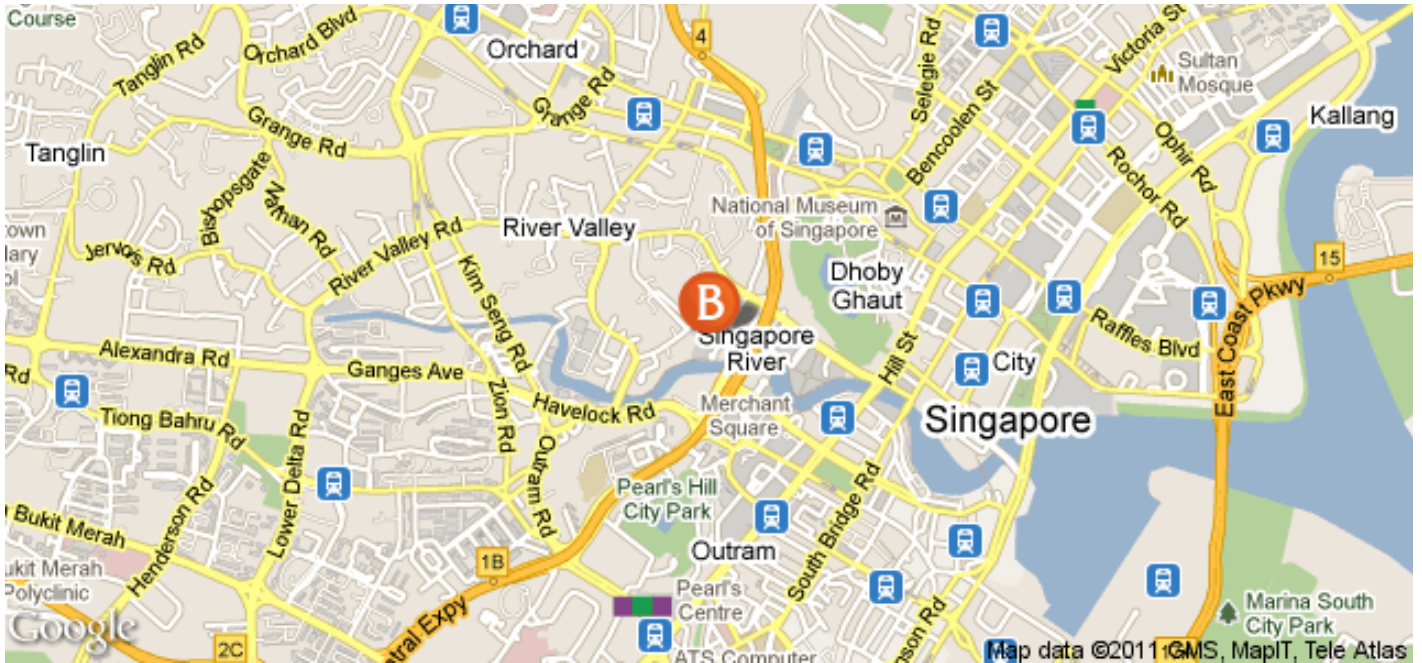 Course
Tanglin Rd
Orchard Blvd
Orchard
4
Selegie Rd
Victoria St
Sultan
Mosque
Grange Rd
Bencoolen St
Kallang
Grange Rd
Tanglin
Bishopsgate
Rochor Rd
Ophir Rd
National Museum
of Singapore
River Valley
River Valley Rd
Jervois Rd
Kim Seng Rd
Dhoby
Ghaut
15
B
East Coast Pkwy
Raffles Blvd
Singapore
River
Hill St
City
Alexandra Rd
Ganges Ave
Rd
Zion Rd
Havelock Rd
Merchant
Square
Singapore
Tiong Bahru Rd
Lower Delta Rd
Outram Rd
Pearl's Hill
City Park
South Bridge Rd
Bukit Merah
Henderson Rd
Outram
1B
ukit Merah
Polyclinic
Pearl's
Centre
Marina South
City Park
Google
2C
ntral Expy
ATS Computer
nson Rd
Map data ©2011 GMS, MapIT, Tele Atlas